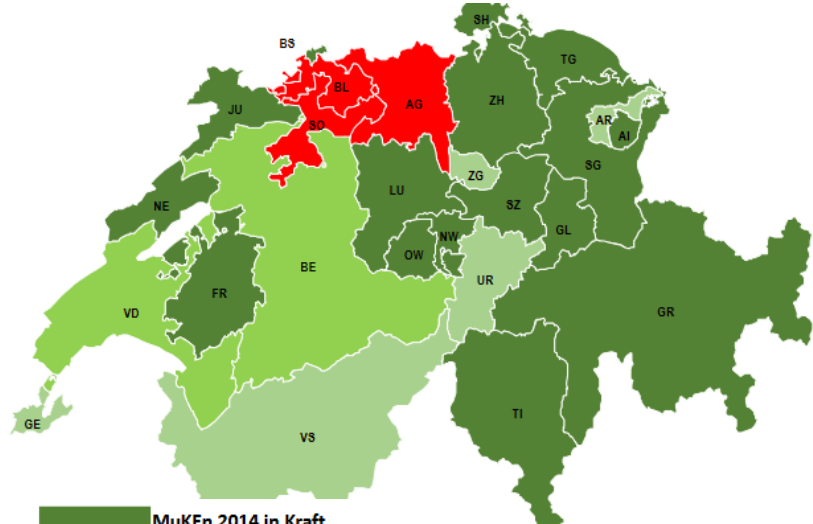 SH
BS
TG
BL
ZH
AG
JU
AR
SO
AI
SG
ZG
LU
NE
SZ
GL
NW
OW
BE
UR
FR
GR
VD
TI
GE
VS
MuKEn 2014 in Kraft